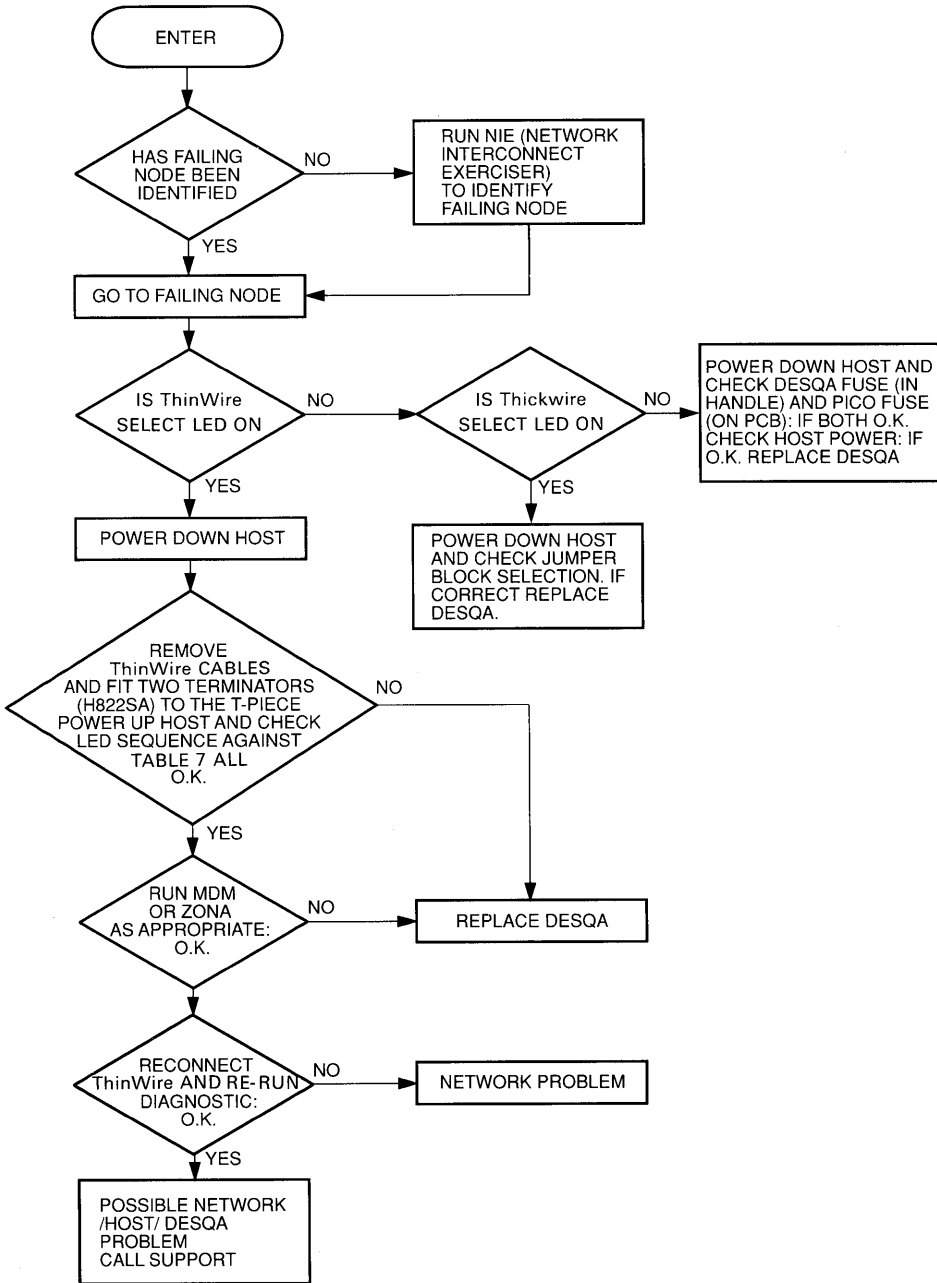 ENTER
HAS FAILING
NODE BEEN
IDENTIFIED
NO
RUN NIE (NETWORK
INTERCONNECT
EXERCISER)
TO IDENTIFY
FAILING NODE
YES
GO TO FAILING NODE
IS ThinWire
SELECT LED ON
NO
IS Thickwire
SELECT LED ON
NO
POWER DOWN HOST AND
CHECK DESQA FUSE (IN
HANDLE) AND PICO FUSE
(ON PCB): IF BOTH O.K.
CHECK HOST POWER: IF
O.K. REPLACE DESQA
YES
YES
POWER DOWN HOST
POWER DOWN HOST
AND CHECK JUMPER
BLOCK SELECTION. IF
CORRECT REPLACE
DESQA.
REMOVE
ThinWire CABLES
AND FIT TWO TERMINATORS
(H822SA) TO THE T-PIECE
POWER UP HOST AND CHECK
LED SEQUENCE AGAINST
TABLE 7 ALL
O.K.
NO
YES
RUN MDM
OR ZONA
AS APPROPRIATE:
O.K.
NO
REPLACE DESQA
YES
RECONNECT
ThinWire AND RE-RUN
DIAGNOSTIC:
O.K.
NO
NETWORK PROBLEM
YES
POSSIBLE NETWORK
/HOST/ DESQA
PROBLEM
CALL SUPPORT